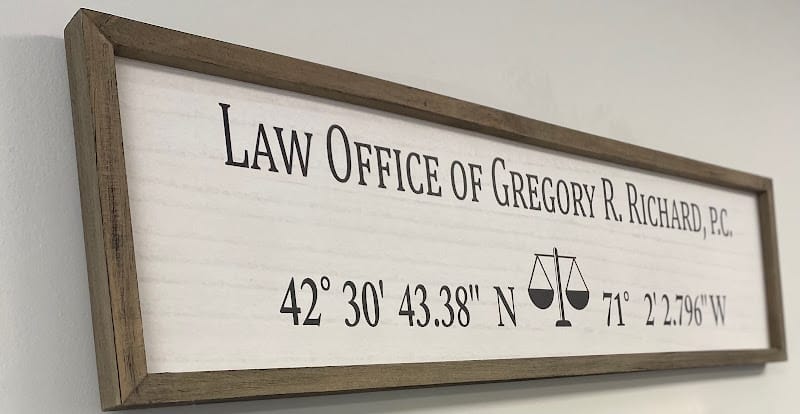 Law Office of Gregory R. Richard, P.C.
42° 30' 43.38" N 71° 2' 2.796" W